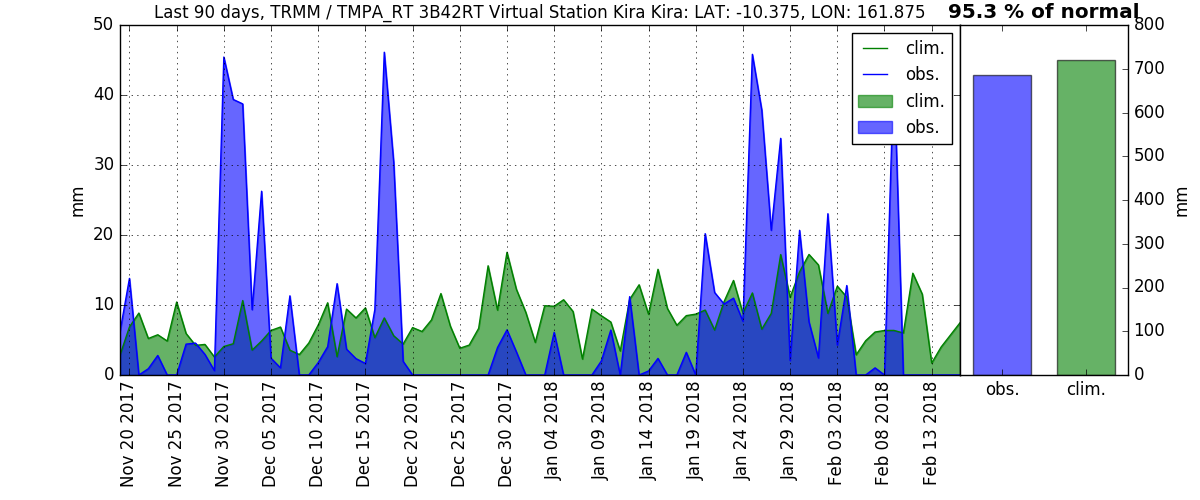 Last 90 days, TRMM / TMPA_RT 3B42RT Virtual Station Kira Kira: LAT: -10.375, LON: 161.875
95.3 % of normal
50
40
30
20
10
0
mm
clim.
obs.
clim.
obs.
Nov 20 2017
Nov 25 2017
Nov 30 2017
Dec 05 2017
Dec 10 2017
Dec 15 2017
Dec 20 2017
Dec 25 2017
Dec 30 2017
Jan 04 2018
Jan 09 2018
Jan 14 2018
Jan 19 2018
Jan 24 2018
Jan 29 2018
Feb 03 2018
Feb 08 2018
Feb 13 2018
800
700
600
500
400
300
200
100
0
mm
obs.
clim.